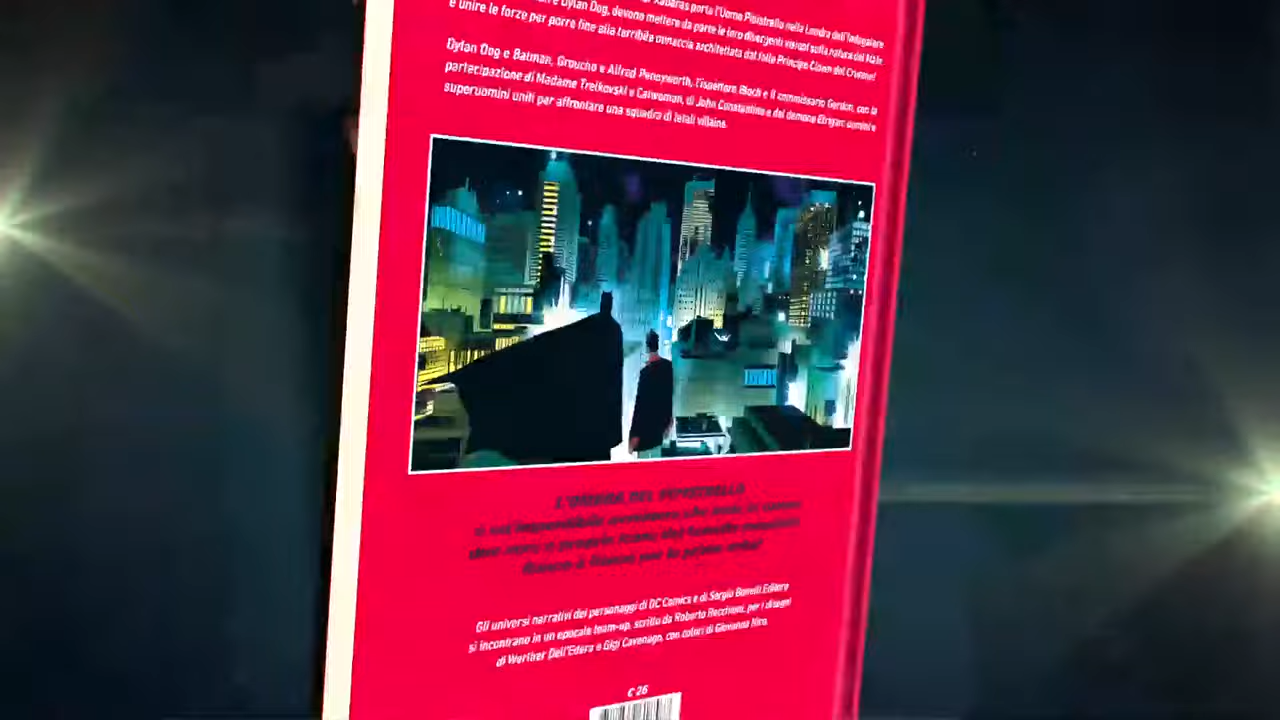 porta l'Uomo Pipistrello nella Londra dell'Indagatore
e Dylan Dog, devono mettere da parte le loro divergenti visioni sulla natura del Male
e unire le forze per porre fine alla terribile minaccia architettata dal folle Principe Clown del Crimine!
Dylan Dog e Batman, Groucho e Alfred Pennyworth, l'ispettore Bloch e il commissario Gordon, con la
partecipazione di Madame Trelkovski e Catwoman, di John Constantine e del demone Etrigan: uomini e
superuomini uniti per affrontare una squadra di letali villains.
L'OMBRA DEL PIPISTRELLO
Gli universi narrativi dei personaggi di DC Comics e di Sergio Bonelli Editore
si incontrano in un epocale team-up, scritto da Roberto Recchioni, per i disegni
di Werther Dell'Edera e Gigi Cavenago, con colori di Giovanna Niro.
€ 26